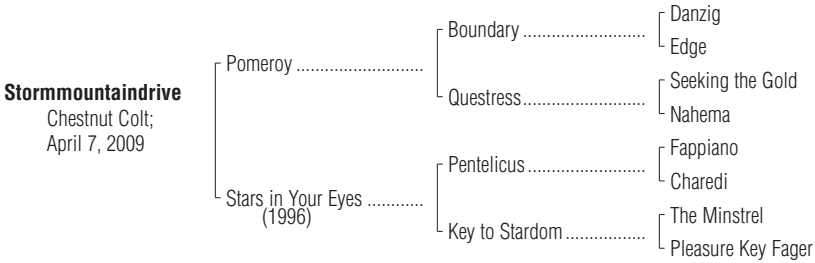 Stormmountaindrive
Chestnut Colt;
April 7, 2009
Pomeroy ........................
Stars in Your Eyes ...........
(1996)
Boundary .......................
Questress.......................
Pentelicus ......................
Key to Stardom ...............
Danzig
Edge
Seeking the Gold
Nahema
Fappiano
Charedi
The Minstrel
Pleasure Key Fager